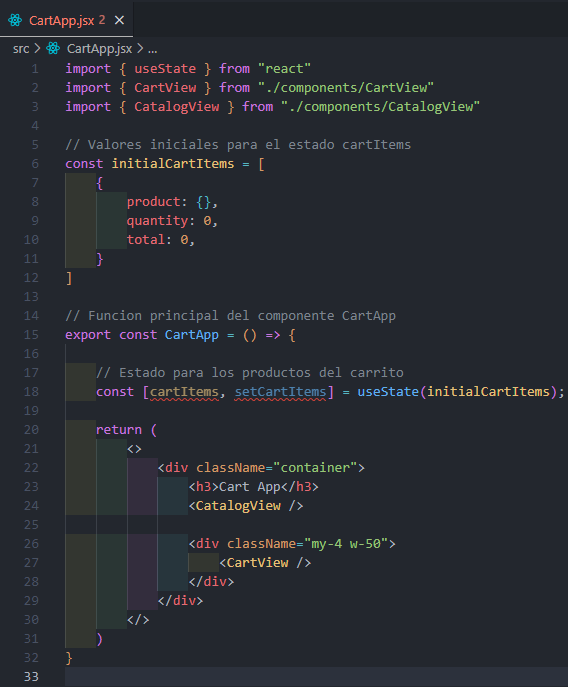 CartApp.jsx 2 ×
src > CartApp.jsx > ...
1 import { useState } from "react"
2 import { CartView } from "./components/CartView"
3 import { CatalogView } from "./components/CatalogView"
4
5 // Valores iniciales para el estado cartItems
6 const initialCartItems = [
7 {
8 product: {},
9 quantity: 0,
10 total: 0,
11 }
12 ]
13
14 // Funcion principal del componente CartApp
15 export const CartApp = () => {
16
17 // Estado para los productos del carrito
18 const [cartItems, setCartItems] = useState(initialCartItems);
19
20 return (
21 <>
22 <div className="container">
23 <h3>Cart App</h3>
24 <CatalogView />
25
26 <div className="my-4 w-50">
27 <CartView />
28 </div>
29 </div>
30 </>
31 )
32 }
33